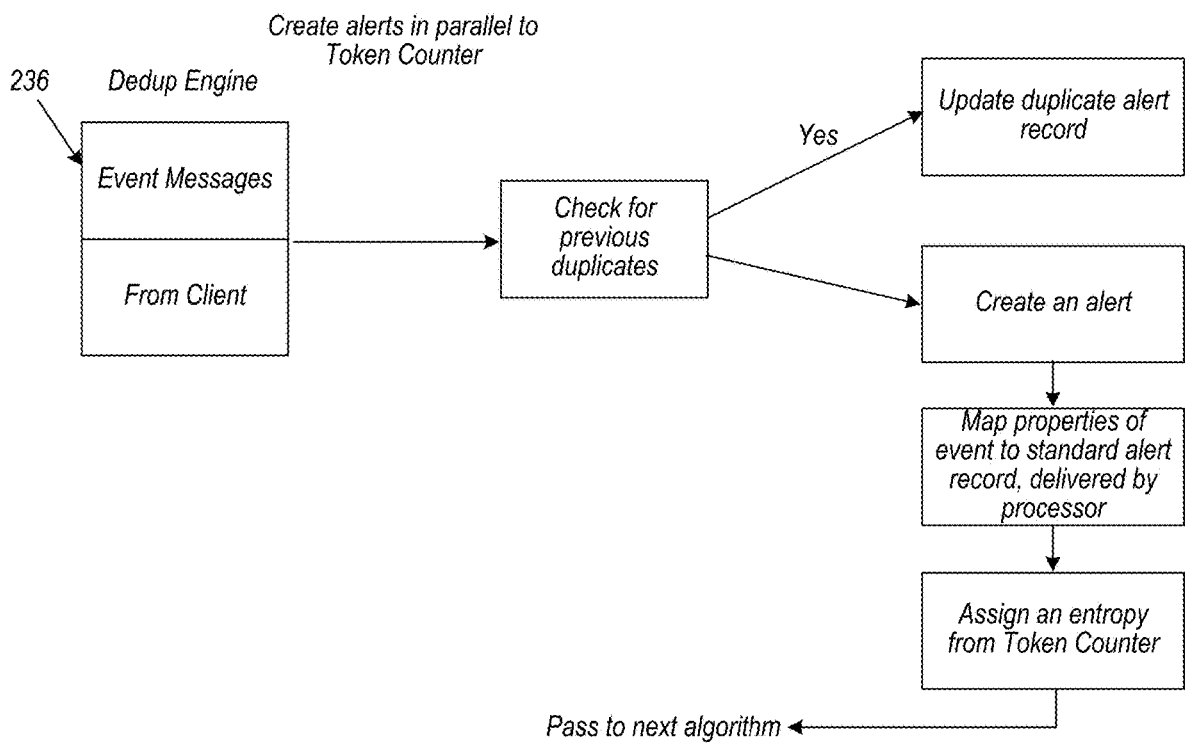 Create alerts in parallel to
Token Counter
236
Dedup Engine
Event Messages
From Client
Check for
previous
duplicates
Yes
Update duplicate alert
record
Create an alert
Map properties of
event to standard alert
record, delivered by
processor
Assign an entropy
from Token Counter
Pass to next algorithm